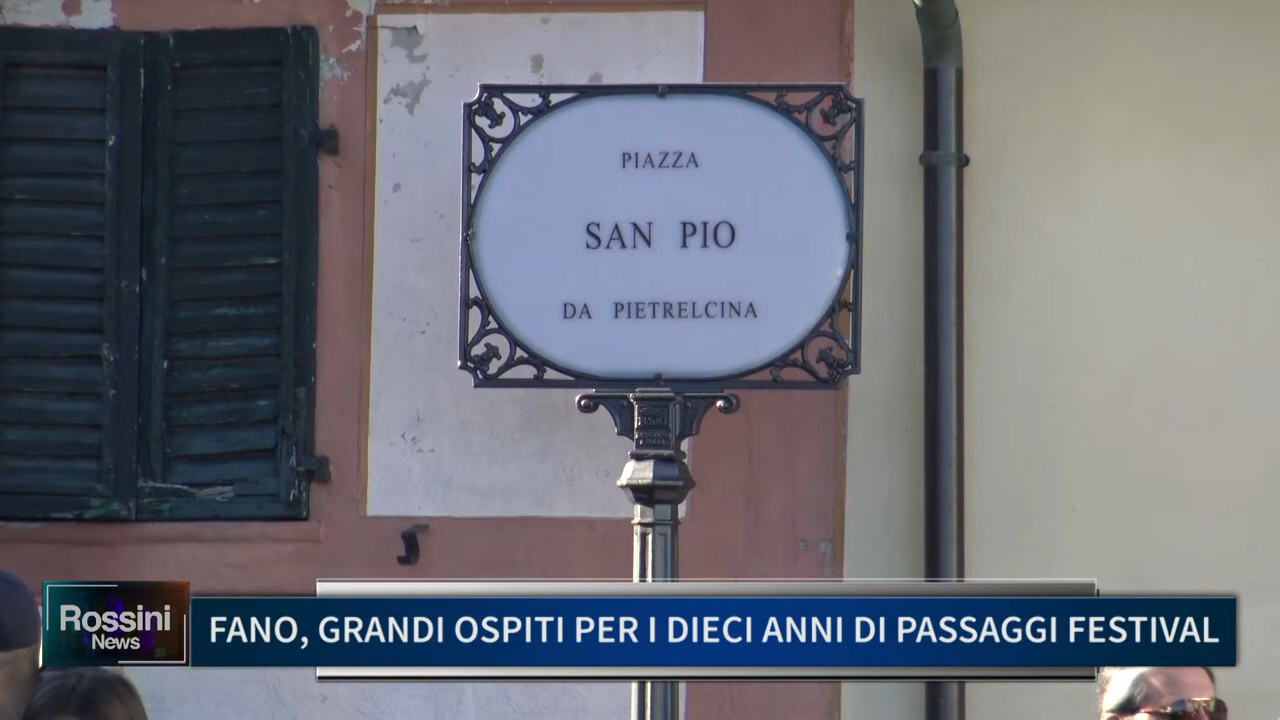 PIAZZA
SAN PIO
DA PIETRELCINA
Rossini
News
FANO, GRANDI OSPITI PER I DIECI ANNI DI PASSAGGI FESTIVAL